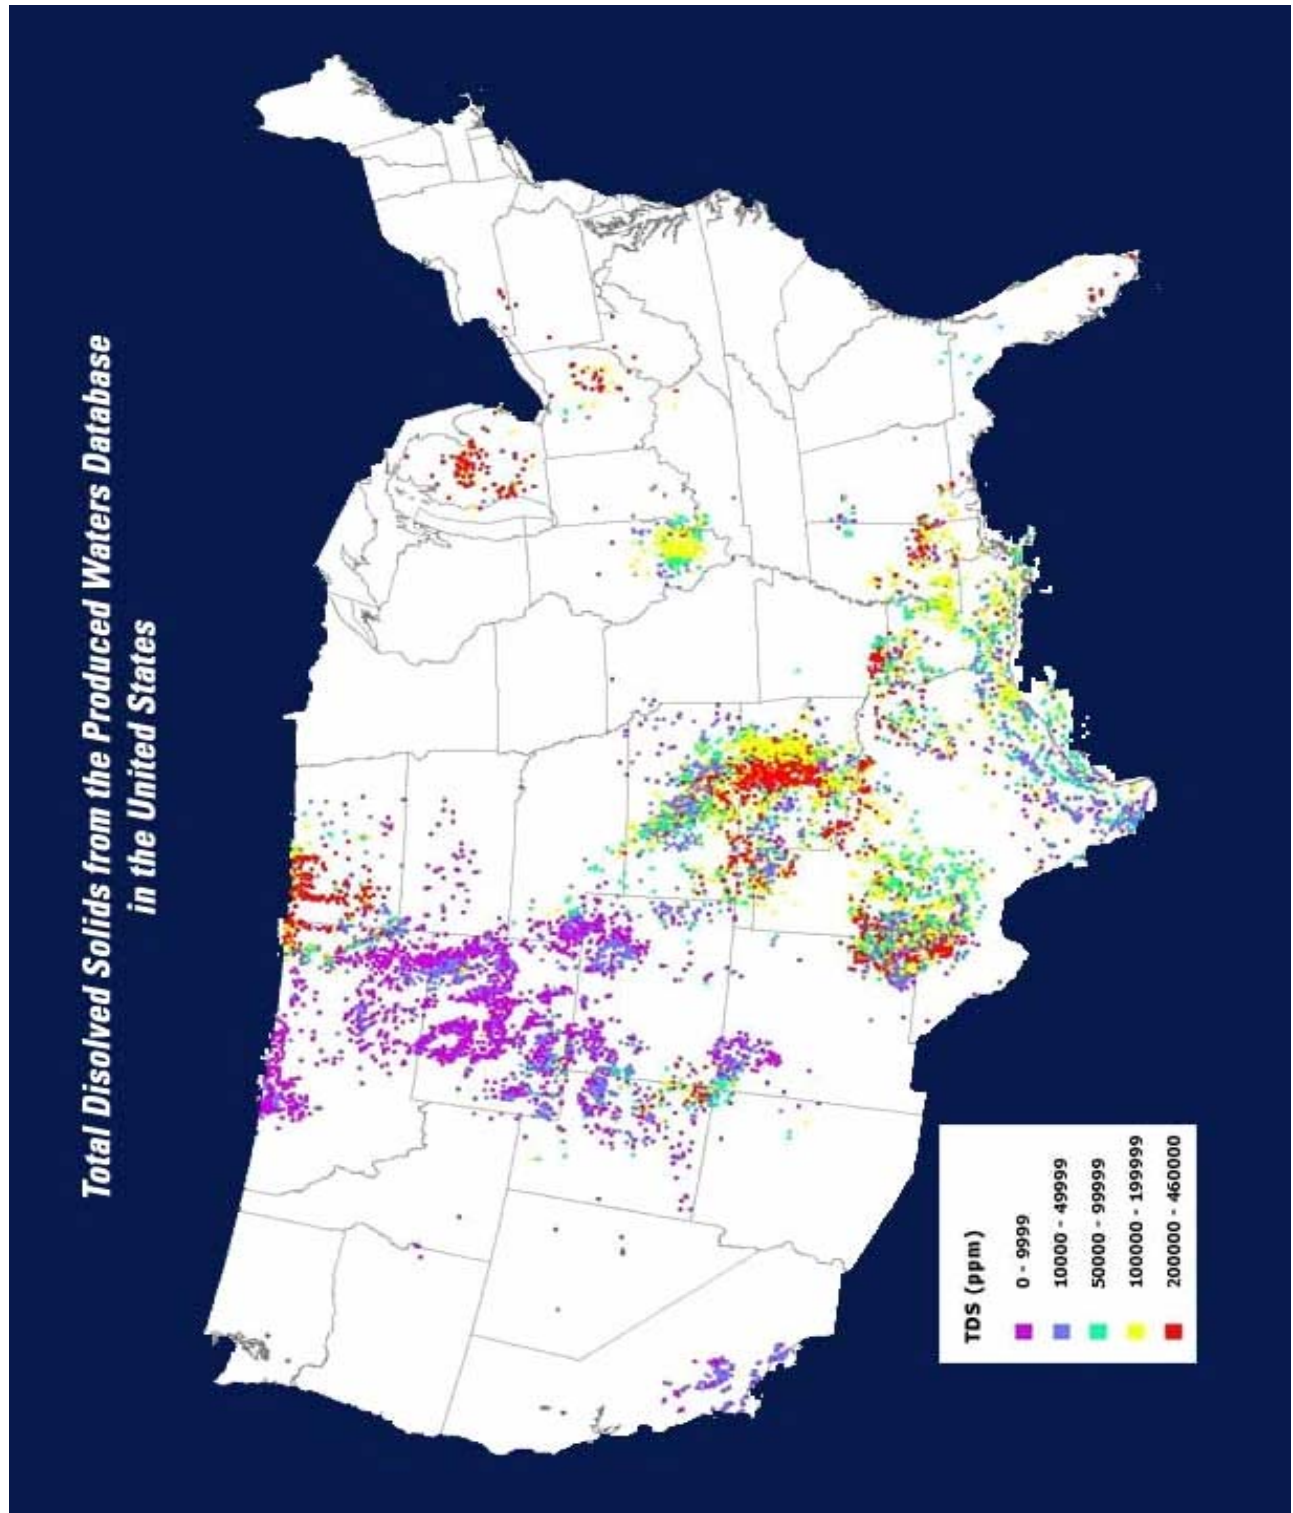 Total Disolved Solids from the Produced Waters Database
in the United States
TDS (ppm)
0 - 9999
10000 - 49999
50000 - 99999
100000 - 199999
200000 - 460000